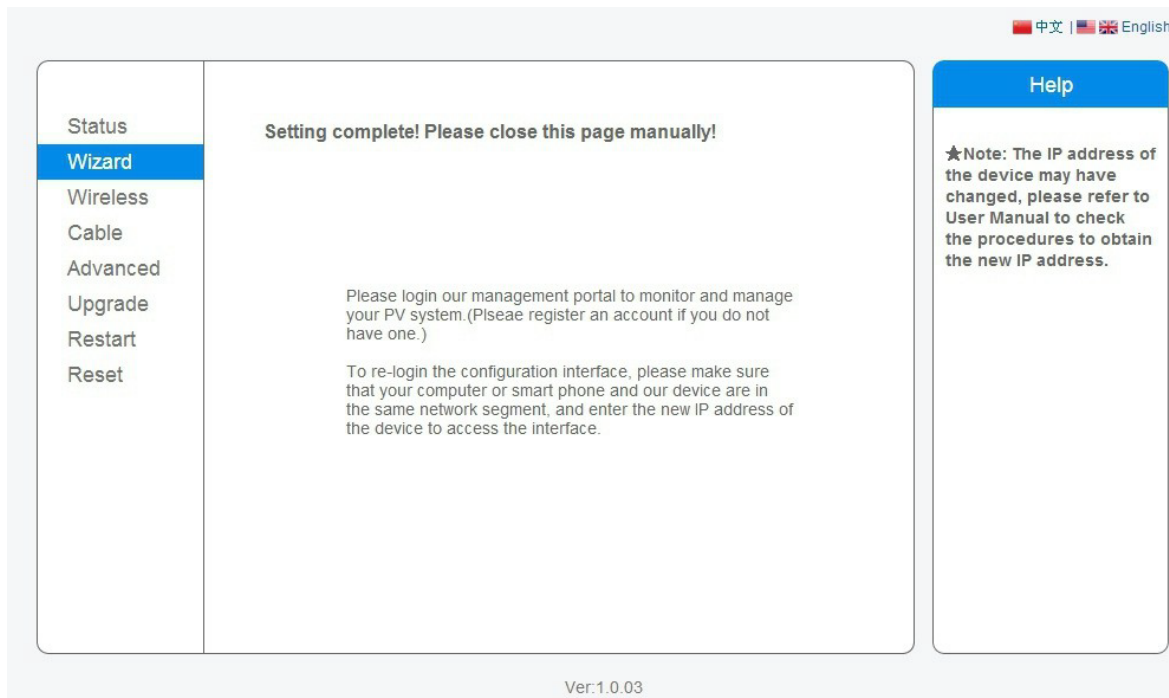 中文 | English
Status
Wizard
Wireless
Cable
Advanced
Upgrade
Restart
Reset
Setting complete! Please close this page manually!
Please login our management portal to monitor and manage
your PV system.(Plseae register an account if you do not
have one.)
To re-login the configuration interface, please make sure
that your computer or smart phone and our device are in
the same network segment, and enter the new IP address of
the device to access the interface.
Help
★Note: The IP address of
the device may have
changed, please refer to
User Manual to check
the procedures to obtain
the new IP address.
Ver:1.0.03